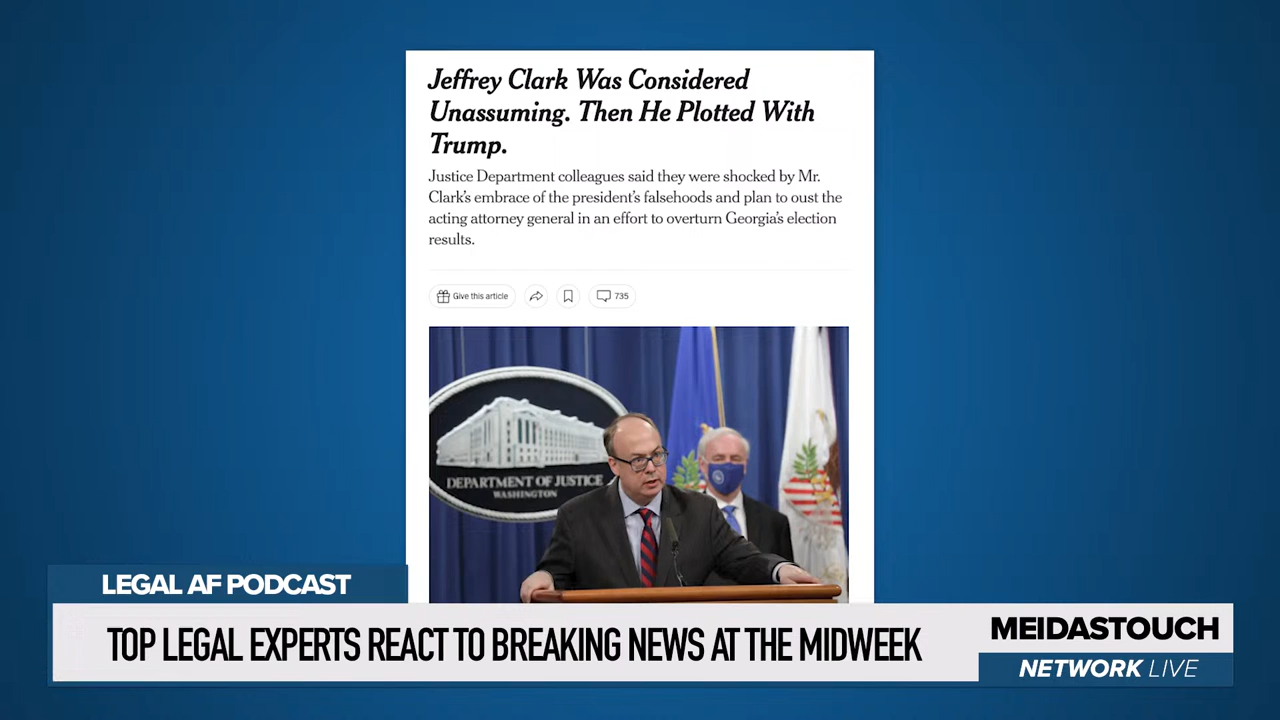 Jeffrey Clark Was Considered
Unassuming. Then He Plotted With
Trump.
Justice Department colleagues said they were shocked by Mr.
Clark's embrace of the president's falsehoods and plan to oust the
acting attorney general in an effort to overturn Georgia's election
results.
Give this article
735
DEPARTMENT OF JUSTICE
WASHINGTON
LEGAL AF PODCAST
TOP LEGAL EXPERTS REACT TO BREAKING NEWS AT THE MIDWEEK
MEIDASTOUCH
NETWORK LIVE